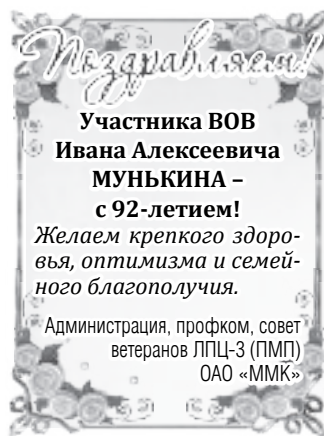 Поздравляем!
Участника ВОВ
Ивана Алексеевича
МУНЬКИНА –
с 92-летием!
Желаем крепкого здоро-
вья, оптимизма и семей-
ного благополучия.
Администрация, профком, совет
ветеранов ЛПЦ-3 (ПМП)
ОАО «ММК»